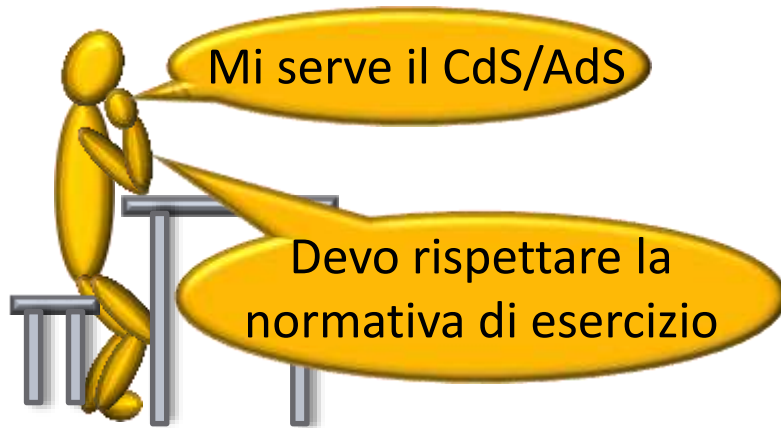 Mi serve il CdS/AdS
Devo rispettare la
normativa di esercizio